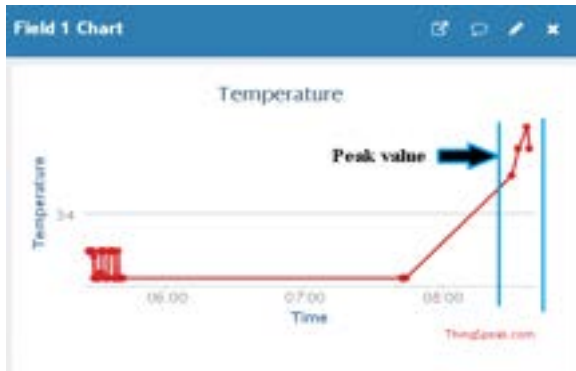 Field 1 Chart
Temperature
Peak value
Temperature
34
06:00
07:00
08:00
Time
ThingSpeak.com